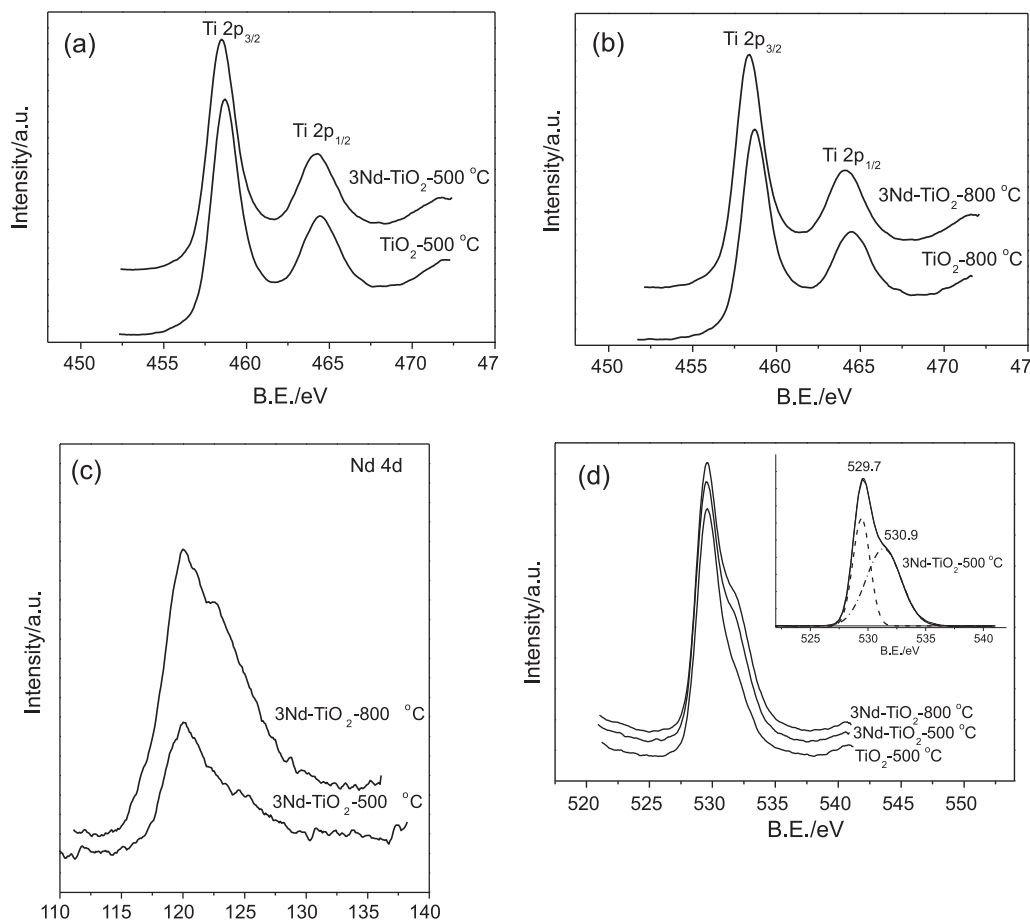 (a)
Ti 2p3/2
Ti 2p1/2
3Nd-TiO2-500 °C
TiO2-500 °C
Intensity/a.u.
450 455 460 465 470 47
B.E./eV
(b)
Ti 2p3/2
Ti 2p1/2
3Nd-TiO2-800 °C
TiO2-800 °C
Intensity/a.u.
450 455 460 465 470 47
B.E./eV
(c)
Nd 4d
3Nd-TiO2-800 °C
3Nd-TiO2-500 °C
Intensity/a.u.
110 115 120 125 130 135 140
(d)
529.7
530.9
3Nd-TiO2-500 °C
525 530 535 540
B.E./eV
3Nd-TiO2-800 °C
3Nd-TiO2-500 °C
TiO2-500 °C
Intensity/a.u.
520 525 530 535 540 545 550
B.E./eV